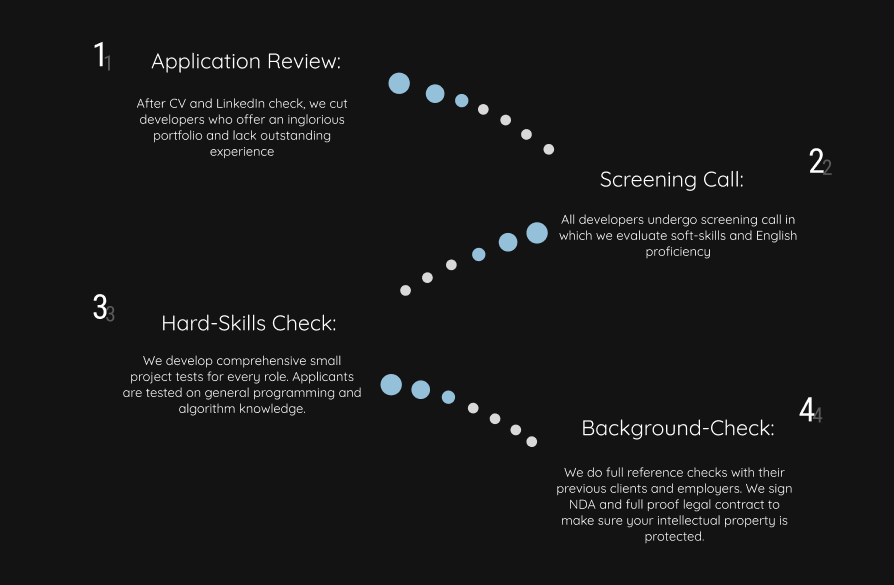 1
Application Review:
After CV and LinkedIn check, we cut
developers who offer an inglorious
portfolio and lack outstanding
experience
2
Screening Call:
All developers undergo screening call in
which we evaluate soft-skills and English
proficiency
3
Hard-Skills Check:
We develop comprehensive small
project tests for every role. Applicants
are tested on general programming and
algorithm knowledge.
4
Background-Check:
We do full reference checks with their
previous clients and employers. We sign
NDA and full proof legal contract to
make sure your intellectual property is
protected.